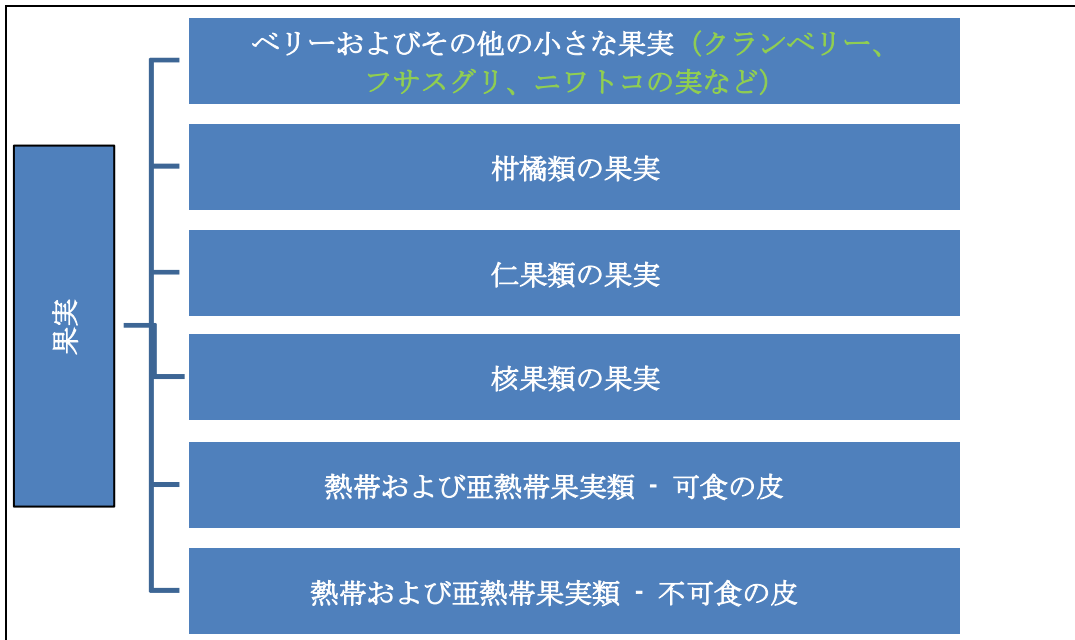 果実
ベリーおよびその他の小さな果実（クランベリー、
フサスグリ、ニワトコの実など）
柑橘類の果実
仁果類の果実
核果類の果実
熱帯および亜熱帯果実類 - 可食の皮
熱帯および亜熱帯果実類 - 不可食の皮